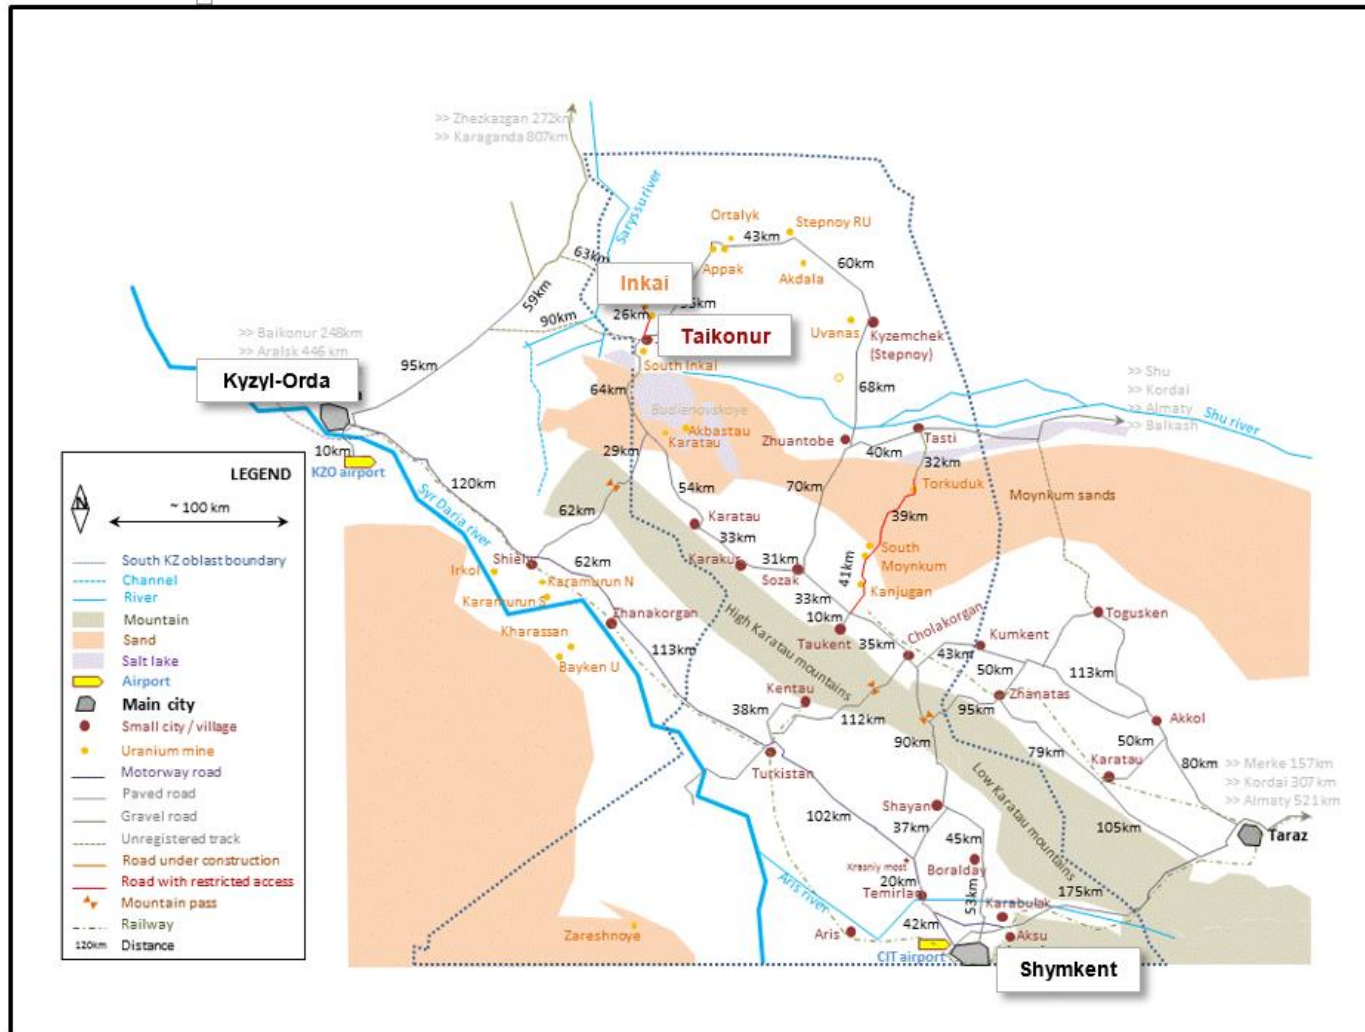 >> Zhezkazgan 272km
>> Karaganda 807km
Saryssu river
Ortalyk
Stepnoy RU
43km
63km
Appak
Akdala
60km
Inkai
59km
26km
90km
Taikonur
Uvanas
Kyzemchek
(Stepnoy)
>> Baikonur 248km
>> Aralsk 446 km
95km
South Inkai
Kyzyl-Orda
64km
68km
>> Shu
>> Kordai
>> Almaty
>> Balkash
Shu river
Budienovskoye
Akbastau
Karatau
Zhuantobe
Tasti
40km
32km
10km
KZO airport
29km
120km
Syr Daria river
62km
54km
70km
Torkuduk
Moynkum sands
39km
Karatau
33km
South
Moynkum
Shieli
62km
Karakur
31km
Sozak
41km
Irkol
Karamurun N
Karamurun S
Kanjugan
33km
10km
Zhanakorgan
Taukent
35km
Cholakorgan
Togusken
Kharassan
Bayken U
113km
High Karatau mountains
Kumkent
43km
50km
113km
Kentau
38km
112km
Zhanatas
95km
Akkol
50km
90km
79km
Karatau
80km
Turkistan
>> Merke 157km
>> Kordai 307km
>> Almaty 521km
Low Karatau mountains
Shayan
102km
37km
45km
105km
Taraz
Krasniy most
Boralday
20km
Temirlan
53km
175km
Aris river
Karabulak
42km
Aris
Aksu
CIT airport
Shymkent
Zareshnoye
LEGEND
N
~ 100 km
South KZ oblast boundary
Channel
River
Mountain
Sand
Salt lake
Airport
Main city
Small city / village
Uranium mine
Motorway road
Paved road
Gravel road
Unregistered track
Road under construction
Road with restricted access
Mountain pass
Railway
120km Distance